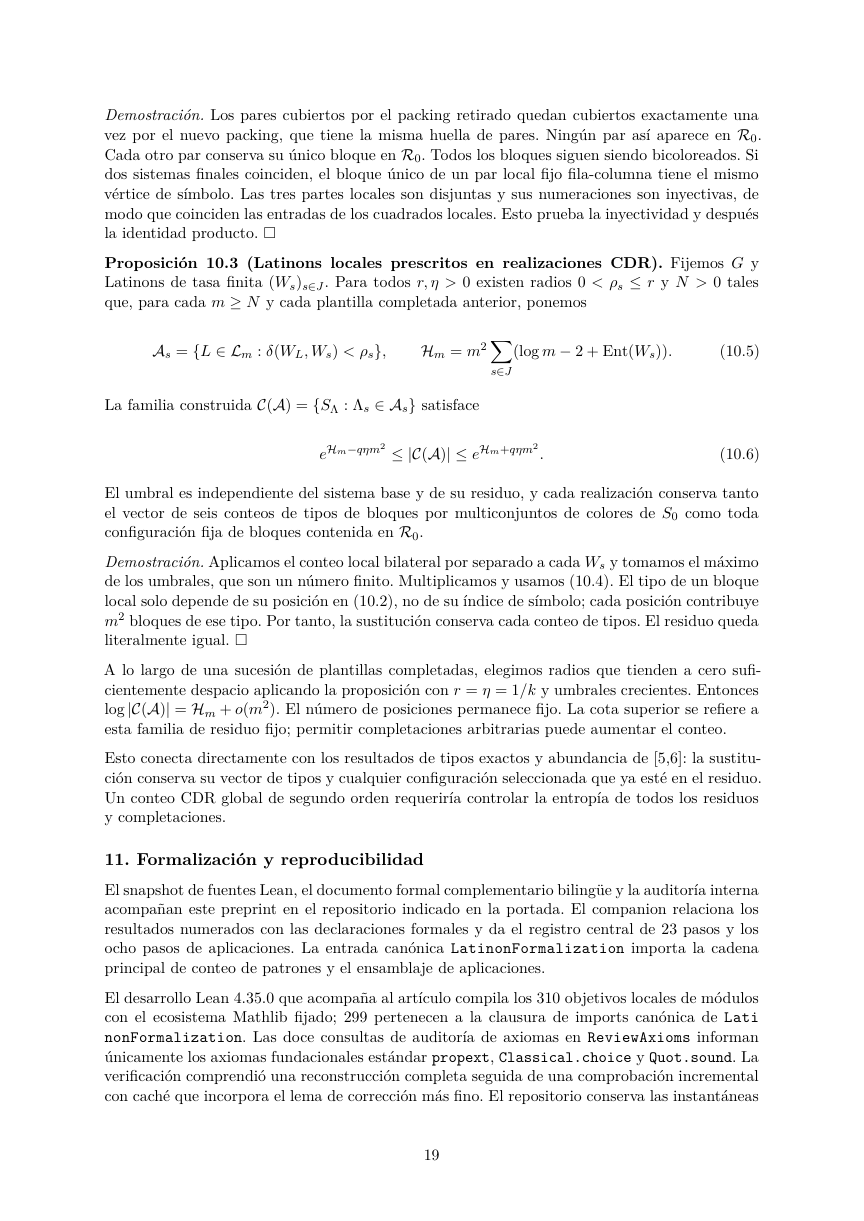 Demostración. Los pares cubiertos por el packing retirado quedan cubiertos exactamente una
vez por el nuevo packing, que tiene la misma huella de pares. Ningún par así aparece en R₀.
Cada otro par conserva su único bloque en R₀. Todos los bloques siguen siendo bicoloreados. Si
dos sistemas finales coinciden, el bloque único de un par local fijo fila-columna tiene el mismo
vértice de símbolo. Las tres partes locales son disjuntas y sus numeraciones son inyectivas, de
modo que coinciden las entradas de los cuadrados locales. Esto prueba la inyectividad y después
la identidad producto. □
Proposición 10.3 (Latinons locales prescritos en realizaciones CDR). Fijemos G y
Latinons de tasa finita (Wₛ)ₛ∈J. Para todos r, η > 0 existen radios 0 < ρₛ ≤ r y N > 0 tales
que, para cada m ≥ N y cada plantilla completada anterior, ponemos
𝒜ₛ = {L ∈ ℒₘ : δ(W_L, Wₛ) < ρₛ}, ℋₘ = m² ∑_{s∈J} (log m − 2 + Ent(Wₛ)). (10.5)
La familia construida 𝒞(𝒜) = {S_Λ : Λₛ ∈ 𝒜ₛ} satisface
e^{ℋₘ−qηm²} ≤ |𝒞(𝒜)| ≤ e^{ℋₘ+qηm²}. (10.6)
El umbral es independiente del sistema base y de su residuo, y cada realización conserva tanto
el vector de seis conteos de tipos de bloques por multiconjuntos de colores de S₀ como toda
configuración fija de bloques contenida en R₀.
Demostración. Aplicamos el conteo local bilateral por separado a cada Wₛ y tomamos el máximo
de los umbrales, que son un número finito. Multiplicamos y usamos (10.4). El tipo de un bloque
local solo depende de su posición en (10.2), no de su índice de símbolo; cada posición contribuye
m² bloques de ese tipo. Por tanto, la sustitución conserva cada conteo de tipos. El residuo queda
literalmente igual. □
A lo largo de una sucesión de plantillas completadas, elegimos radios que tienden a cero sufi-
cientemente despacio aplicando la proposición con r = η = 1/k y umbrales crecientes. Entonces
log |𝒞(𝒜)| = ℋₘ + o(m²). El número de posiciones permanece fijo. La cota superior se refiere a
esta familia de residuo fijo; permitir completaciones arbitrarias puede aumentar el conteo.
Esto conecta directamente con los resultados de tipos exactos y abundancia de [5,6]: la sustitu-
ción conserva su vector de tipos y cualquier configuración seleccionada que ya esté en el residuo.
Un conteo CDR global de segundo orden requeriría controlar la entropía de todos los residuos
y completaciones.
11. Formalización y reproducibilidad
El snapshot de fuentes Lean, el documento formal complementario bilingüe y la auditoría interna
acompañan este preprint en el repositorio indicado en la portada. El companion relaciona los
resultados numerados con las declaraciones formales y da el registro central de 23 pasos y los
ocho pasos de aplicaciones. La entrada canónica LatinonFormalization importa la cadena
principal de conteo de patrones y el ensamblaje de aplicaciones.
El desarrollo Lean 4.35.0 que acompaña al artículo compila los 310 objetivos locales de módulos
con el ecosistema Mathlib fijado; 299 pertenecen a la clausura de imports canónica de Lati
nonFormalization. Las doce consultas de auditoría de axiomas en ReviewAxioms informan
únicamente los axiomas fundacionales estándar propext, Classical.choice y Quot.sound. La
verificación comprendió una reconstrucción completa seguida de una comprobación incremental
con caché que incorpora el lema de corrección más fino. El repositorio conserva las instantáneas
19